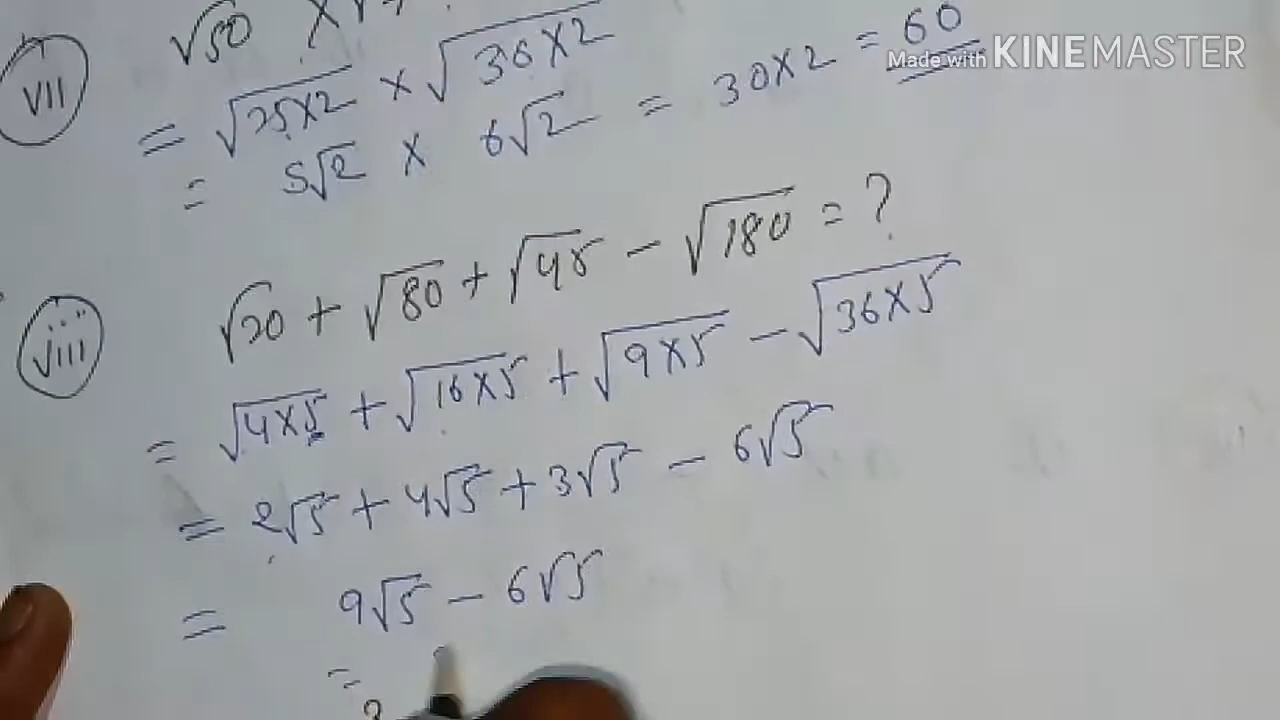 √50 ×
VII
= √25×2 × √36×2
= 5√2 × 6√2 = 30×2 = 60
Made with KINEMASTER
viii
√20 + √80 + √45 - √180 = ?
= √4×5 + √16×5 + √9×5 - √36×5
= 2√5 + 4√5 + 3√5 - 6√5
= 9√5 - 6√5
=